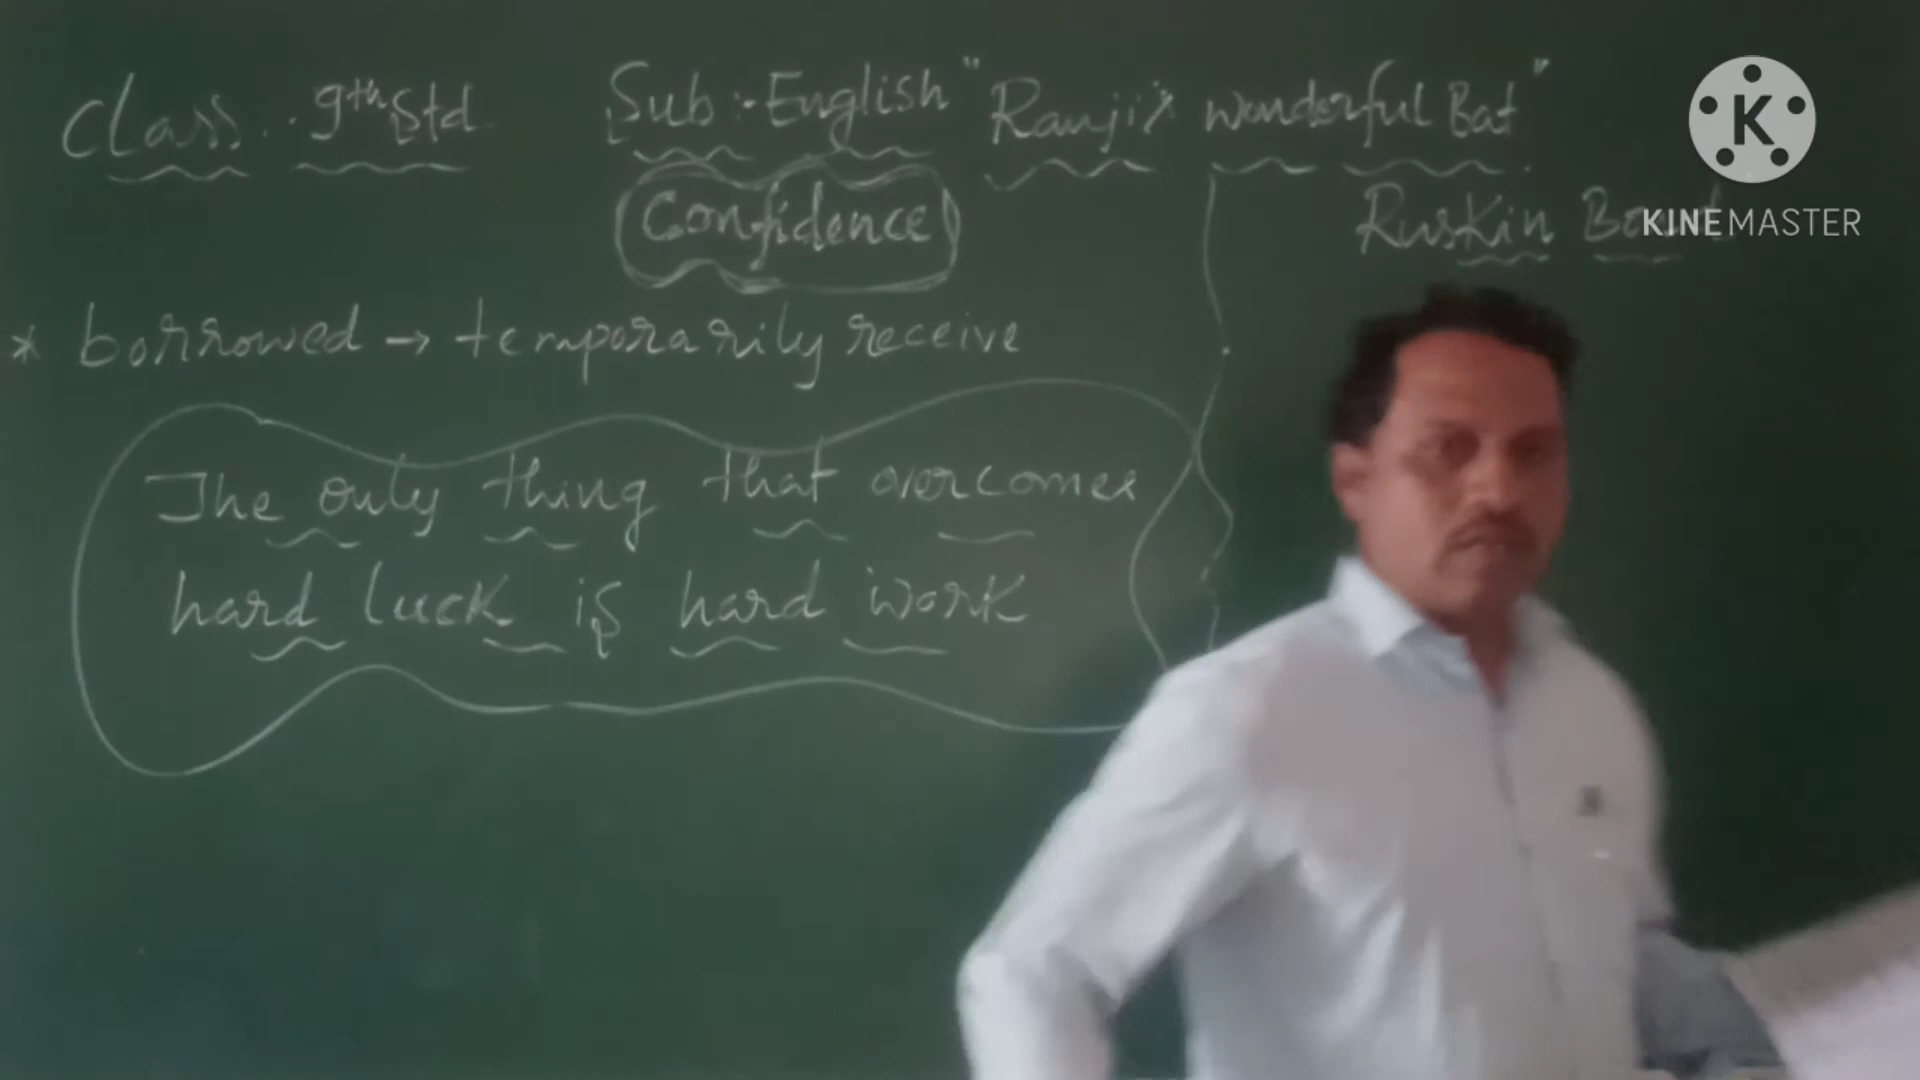 Class. 9th Std Sub:-English "Ranji's wonderful Bat"
Confidence
Ruskin Bond
* borrowed → temporarily receive
The only thing that overcomes
hard luck is hard work
K
KINEMASTER